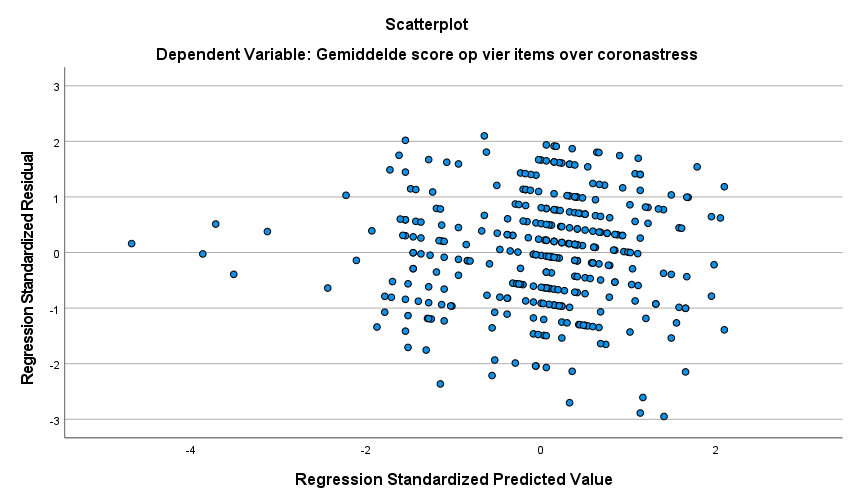 Scatterplot
Dependent Variable: Gemiddelde score op vier items over coronastress
3
2
1
0
-1
-2
-3
Regression Standardized Residual
-4
-2
0
2
Regression Standardized Predicted Value